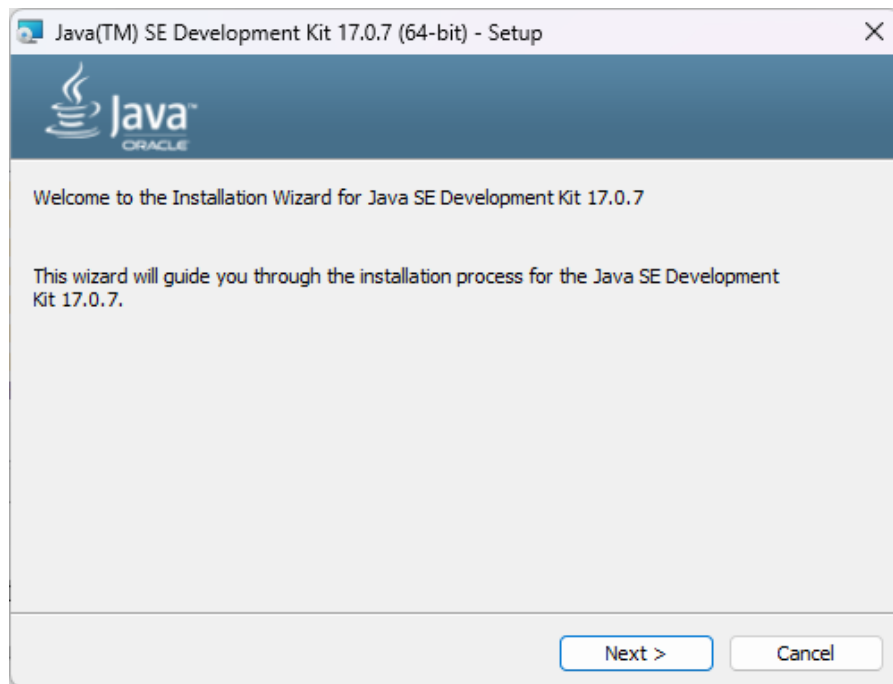 Java(TM) SE Development Kit 17.0.7 (64-bit) - Setup
Java™
ORACLE
Welcome to the Installation Wizard for Java SE Development Kit 17.0.7
This wizard will guide you through the installation process for the Java SE Development
Kit 17.0.7.
Next >
Cancel